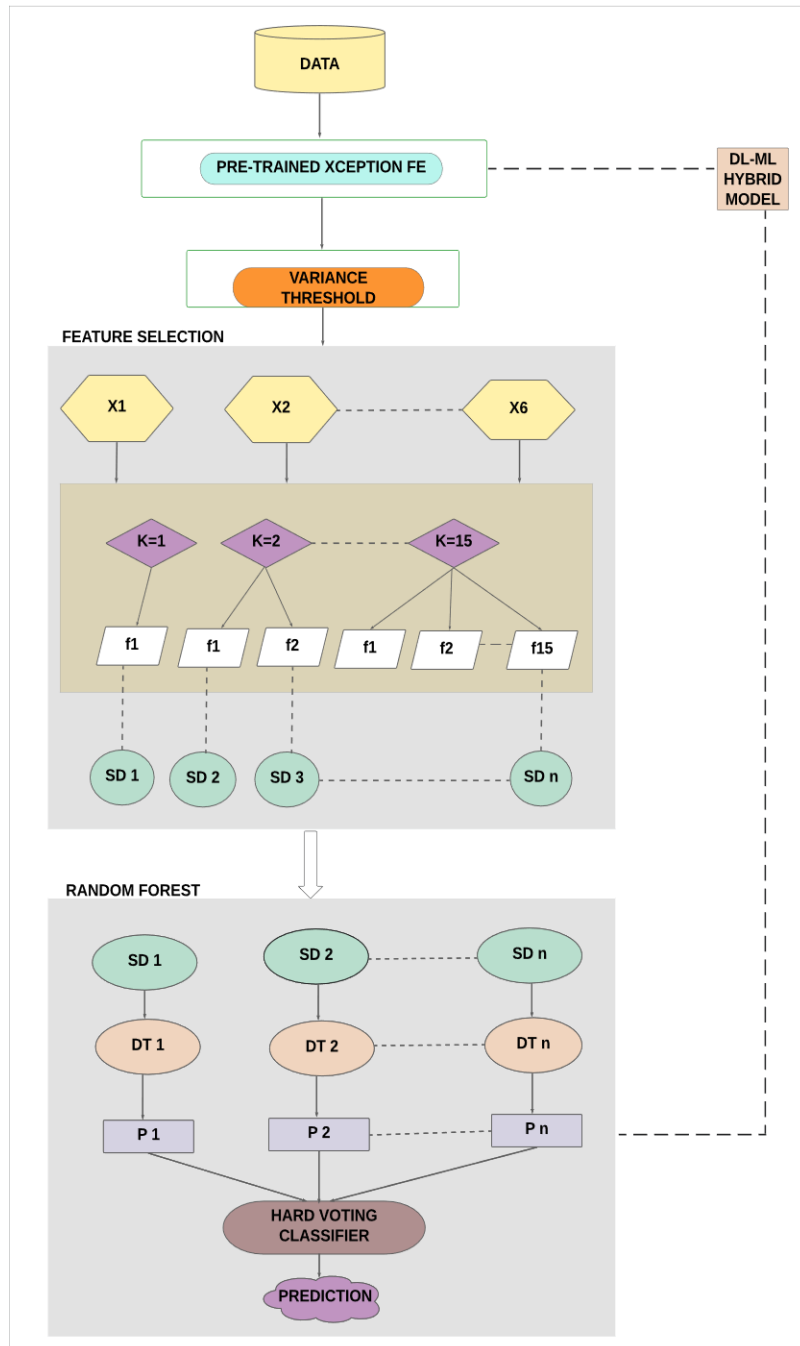 DATA
PRE-TRAINED XCEPTION FE
DL-ML
HYBRID
MODEL
VARIANCE
THRESHOLD
FEATURE SELECTION
X1
X2
X6
K=1
K=2
K=15
f1
f1
f2
f1
f2
f15
SD 1
SD 2
SD 3
SD n
RANDOM FOREST
SD 1
SD 2
SD n
DT 1
DT 2
DT n
P 1
P 2
P n
HARD VOTING
CLASSIFIER
PREDICTION